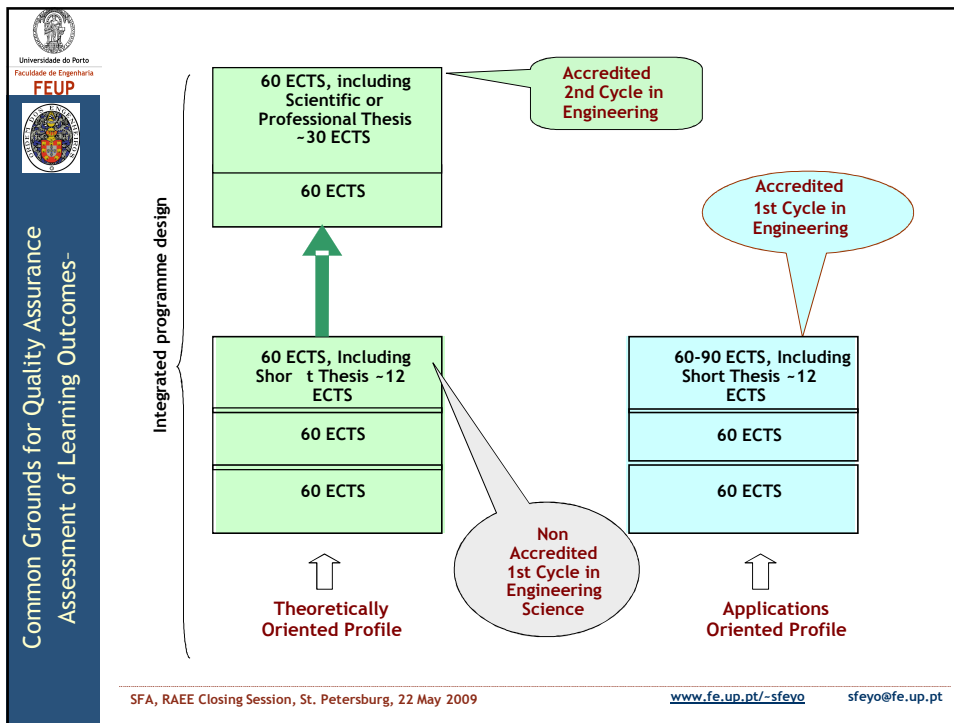 Universidade do Porto
Faculdade de Engenharia
FEUP
ORDEM DOS ENGENHEIROS
Common Grounds for Quality Assurance
Assessment of Learning Outcomes-
Integrated programme design
60 ECTS, including
Scientific or
Professional Thesis
~30 ECTS
60 ECTS
Accredited
2nd Cycle in
Engineering
Accredited
1st Cycle in
Engineering
60 ECTS, Including
Shor t Thesis ~12
ECTS
60 ECTS
60 ECTS
60-90 ECTS, Including
Short Thesis ~12
ECTS
60 ECTS
60 ECTS
Non
Accredited
1st Cycle in
Engineering
Science
Theoretically
Oriented Profile
Applications
Oriented Profile
SFA, RAEE Closing Session, St. Petersburg, 22 May 2009
www.fe.up.pt/~sfeyo
sfeyo@fe.up.pt